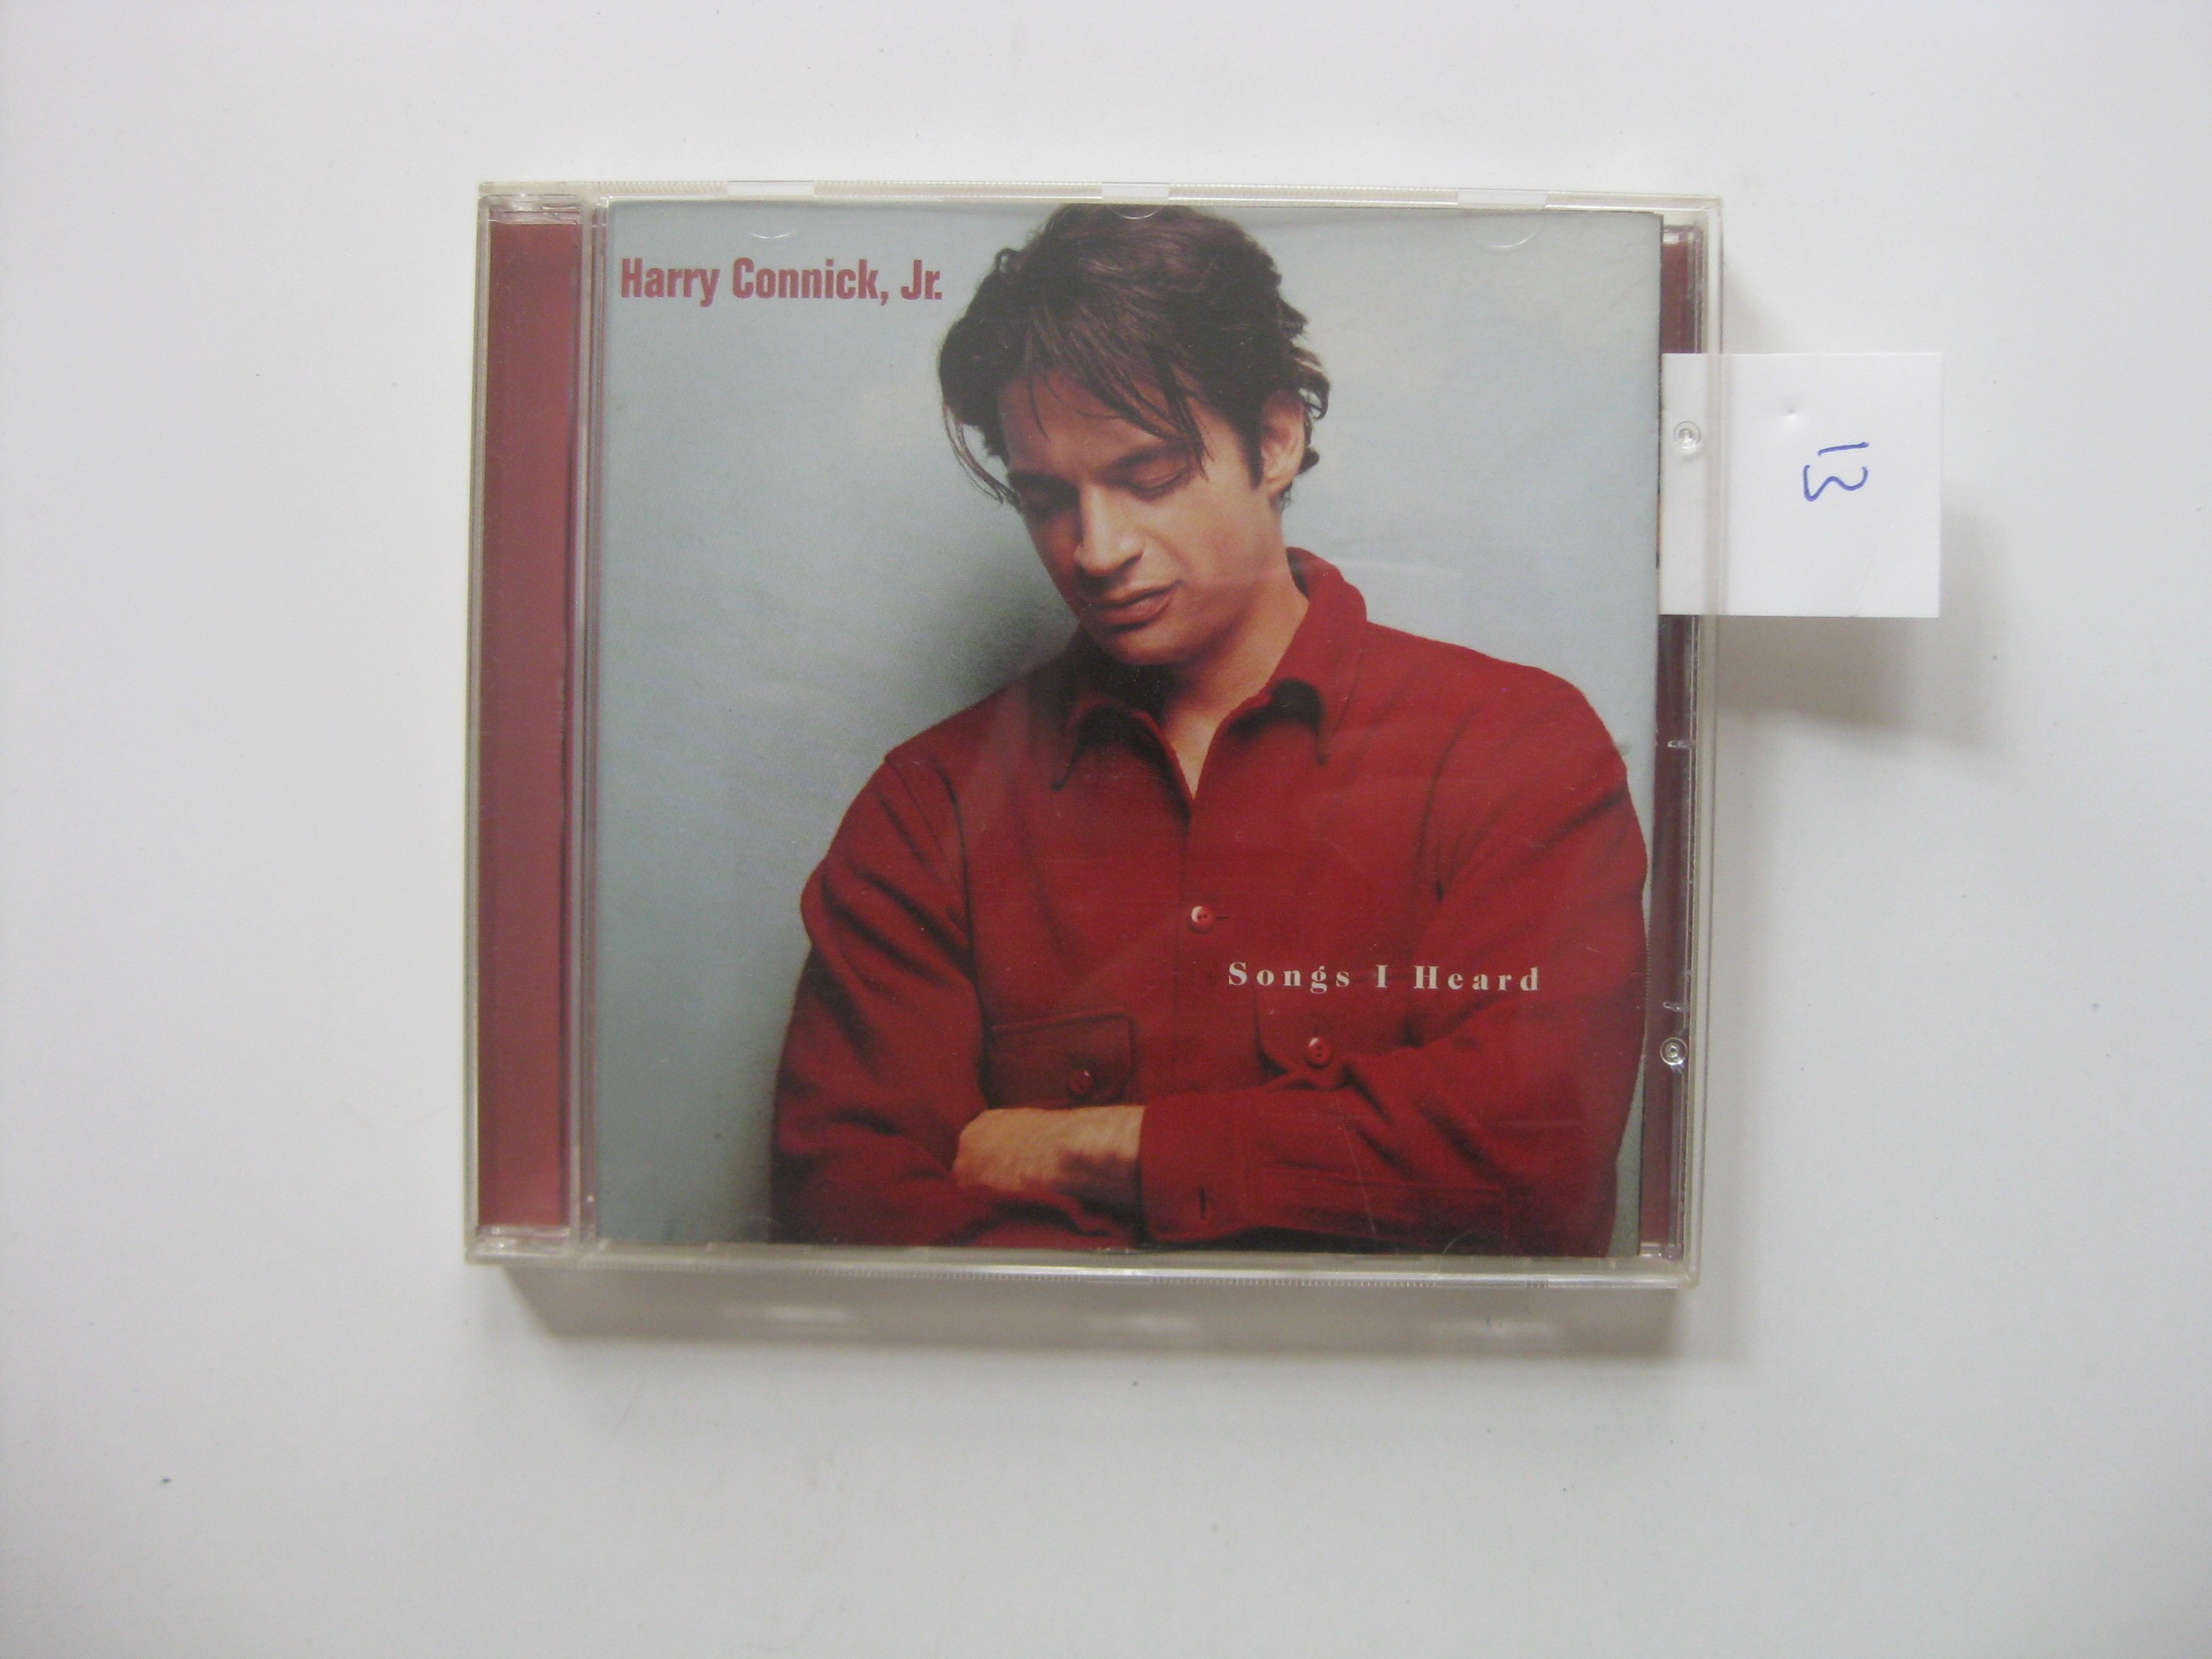 Harry Connick, Jr.
13
Songs I Heard